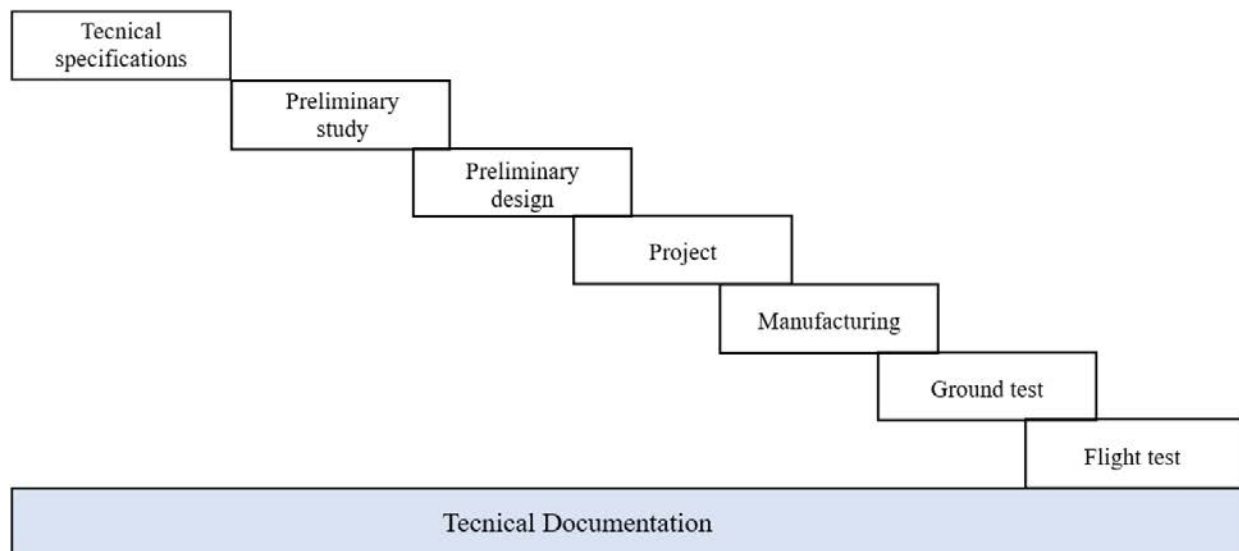 Tecnical
specifications
Preliminary
study
Preliminary
design
Project
Manufacturing
Ground test
Flight test
Tecnical Documentation